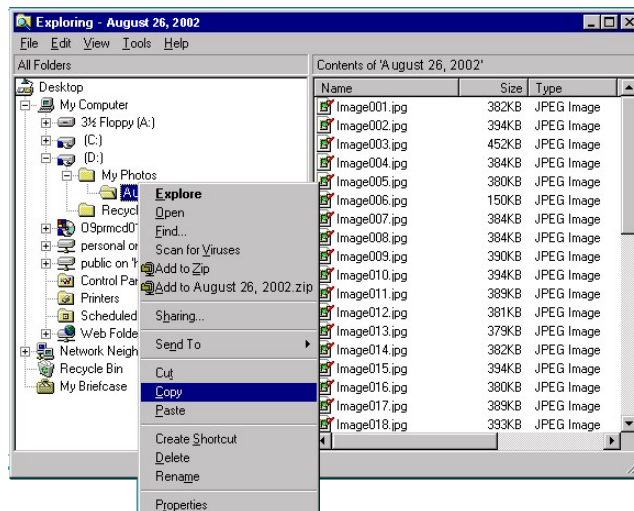 Exploring - August 26, 2002
File Edit View Tools Help
All Folders
Contents of 'August 26, 2002'
Desktop
My Computer
3½ Floppy (A:)
(C:)
(D:)
My Photos
Au
Recycl
09prmcd0
personal on
public on 'h
Control Pan
Printers
Scheduled
Web Folde
Network Neigh
Recycle Bin
My Briefcase
Explore
Open
Find...
Scan for Viruses
Add to Zip
Add to August 26, 2002.zip
Sharing...
Send To
Cut
Copy
Paste
Create Shortcut
Delete
Rename
Properties
Name Size Type
Image001.jpg 382KB JPEG Image
Image002.jpg 394KB JPEG Image
Image003.jpg 452KB JPEG Image
Image004.jpg 384KB JPEG Image
Image005.jpg 380KB JPEG Image
Image006.jpg 150KB JPEG Image
Image007.jpg 384KB JPEG Image
Image008.jpg 384KB JPEG Image
Image009.jpg 390KB JPEG Image
Image010.jpg 394KB JPEG Image
Image011.jpg 389KB JPEG Image
Image012.jpg 381KB JPEG Image
Image013.jpg 379KB JPEG Image
Image014.jpg 382KB JPEG Image
Image015.jpg 394KB JPEG Image
Image016.jpg 380KB JPEG Image
Image017.jpg 389KB JPEG Image
Image018.jpg 393KB JPEG Image